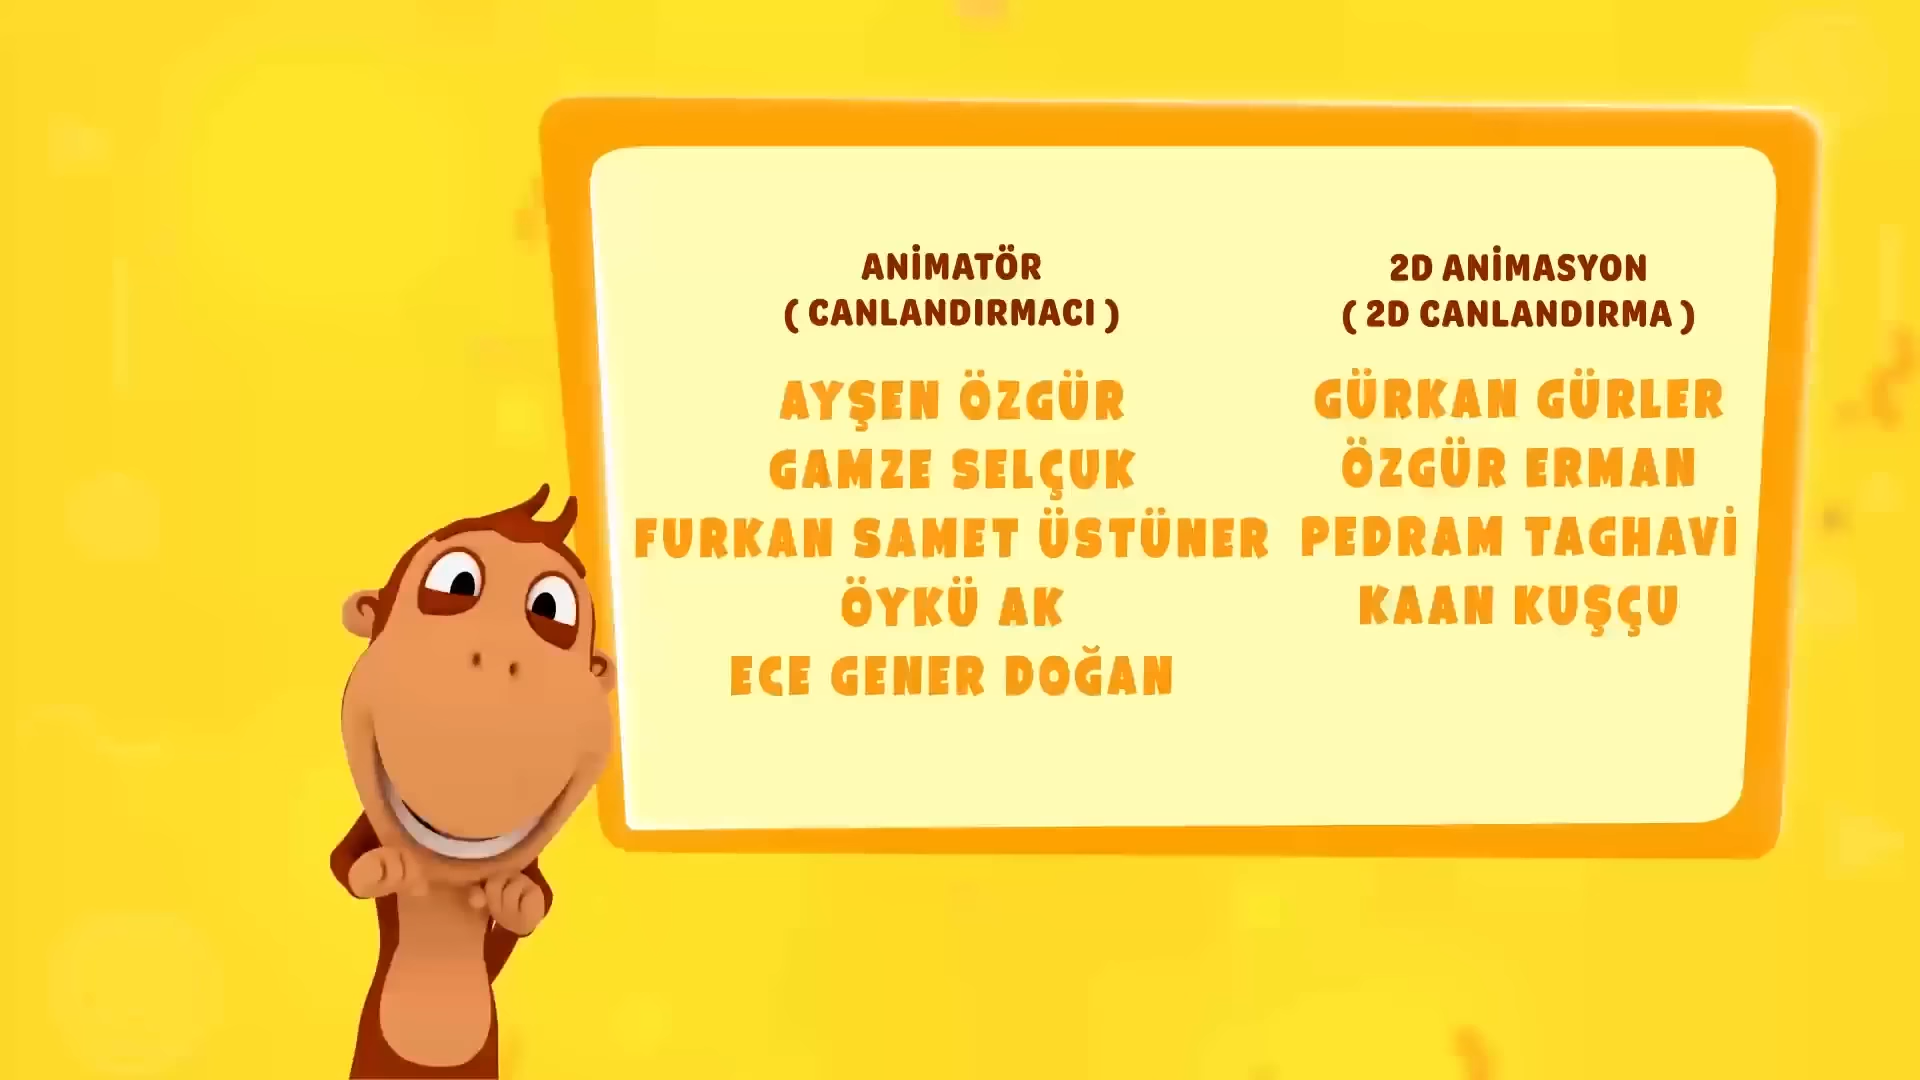 ANİMATÖR
( CANLANDIRMACI )
AYŞEN ÖZGÜR
GAMZE SELÇUK
FURKAN SAMET ÜSTÜNER
ÖYKÜ AK
ECE GENER DOĞAN
2D ANİMASYON
( 2D CANLANDIRMA )
GÜRKAN GÜRLER
ÖZGÜR ERMAN
PEDRAM TAGHAVİ
KAAN KUŞÇU